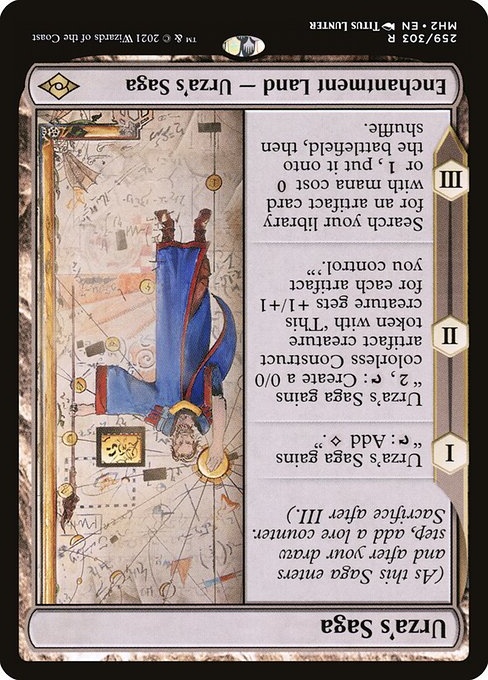 Urza's Saga
(As this Saga enters
and after your draw
step, add a lore counter.
Sacrifice after III.)
I
Urza's Saga gains
“: Add .”
II
Urza's Saga gains
“2, : Create a 0/0
colorless Construct
artifact creature
token with ‘This
creature gets +1/+1
for each artifact
you control.’”
III
Search your library
for an artifact card
with mana cost 0
or 1, put it onto
the battlefield, then
shuffle.
Enchantment Land — Urza's Saga
259/303 R
MH2 • EN TITUS LUNTER
™ & © 2021 Wizards of the Coast